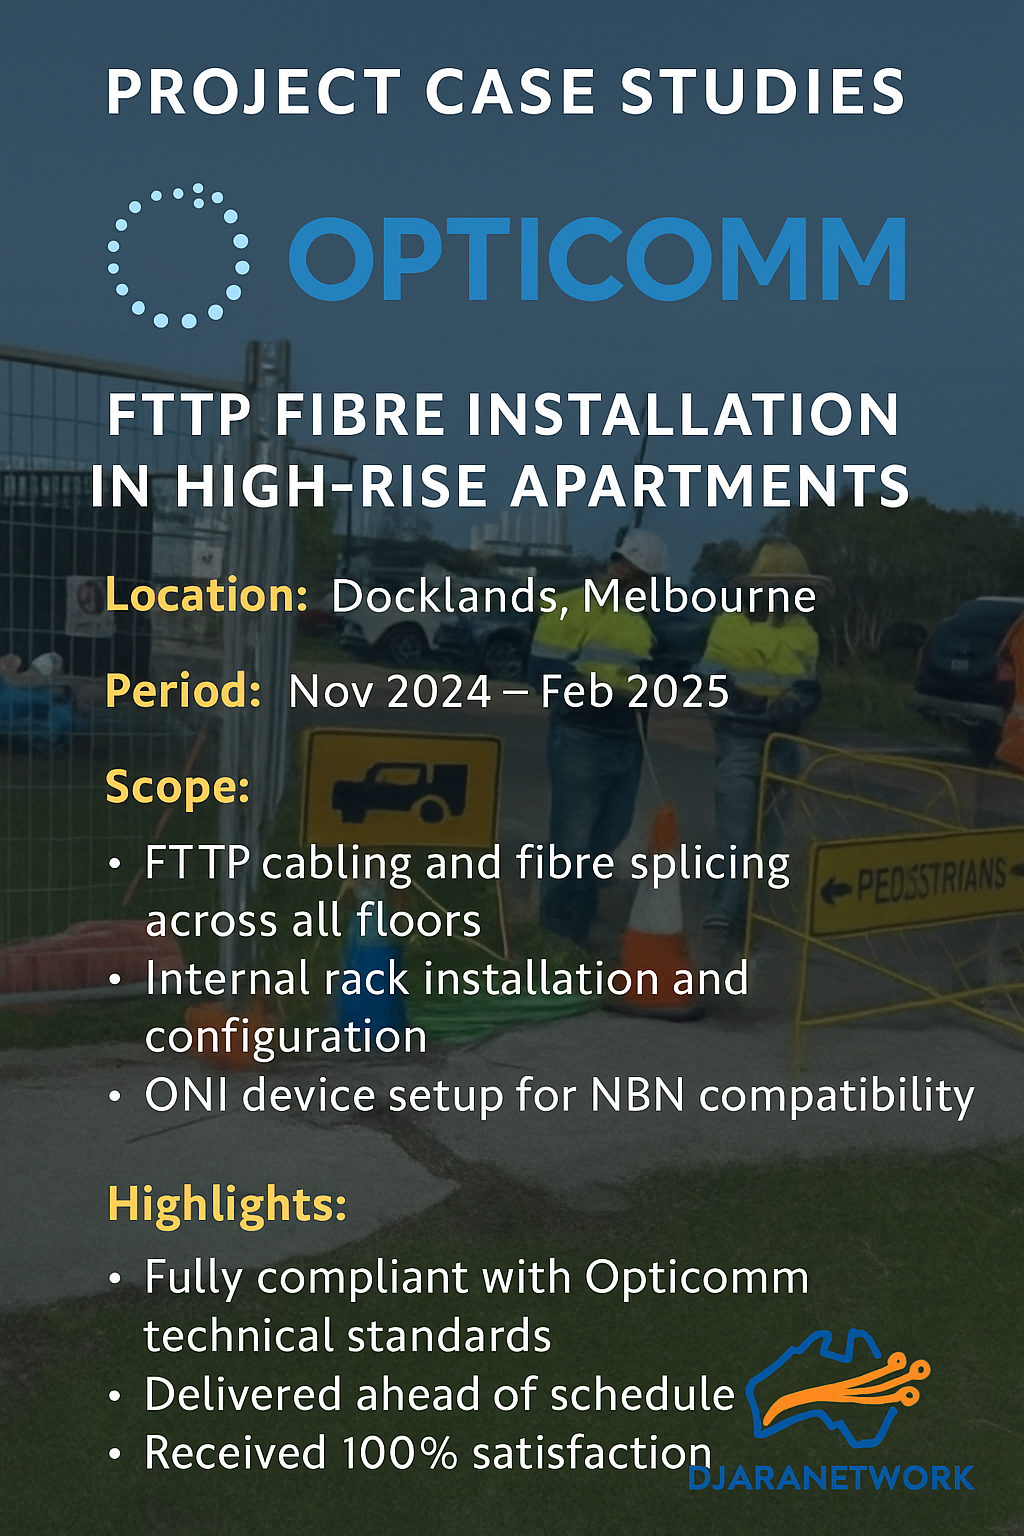 PROJECT CASE STUDIES
OPTICOMM
FTTP FIBRE INSTALLATION
IN HIGH-RISE APARTMENTS
Location: Docklands, Melbourne
Period: Nov 2024 – Feb 2025
Scope:
• FTTP cabling and fibre splicing
across all floors
• Internal rack installation and
configuration
• ONI device setup for NBN compatibility
PEDSSTRIANS
Highlights:
• Fully compliant with Opticomm
technical standards
• Delivered ahead of schedule
• Received 100% satisfaction
DJARANETWORK